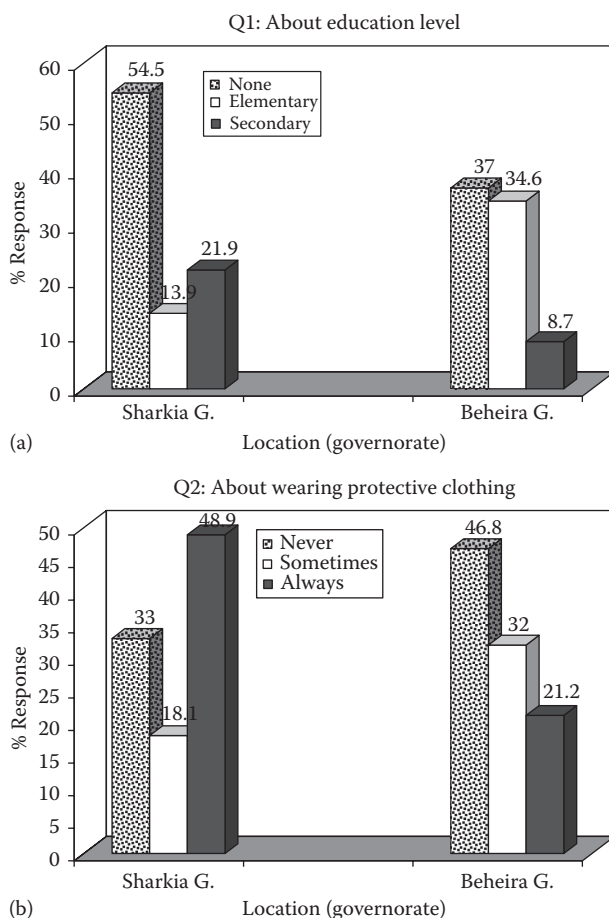 Q1: About education level
60
50
40
30
20
10
0
% Response
None
Elementary
Secondary
54.5
13.9
21.9
37
34.6
8.7
Sharkia G.
Beheira G.
(a)
Location (governorate)
Q2: About wearing protective clothing
50
45
40
35
30
25
20
15
10
5
0
% Response
Never
Sometimes
Always
33
18.1
48.9
46.8
32
21.2
Sharkia G.
Beheira G.
(b)
Location (governorate)